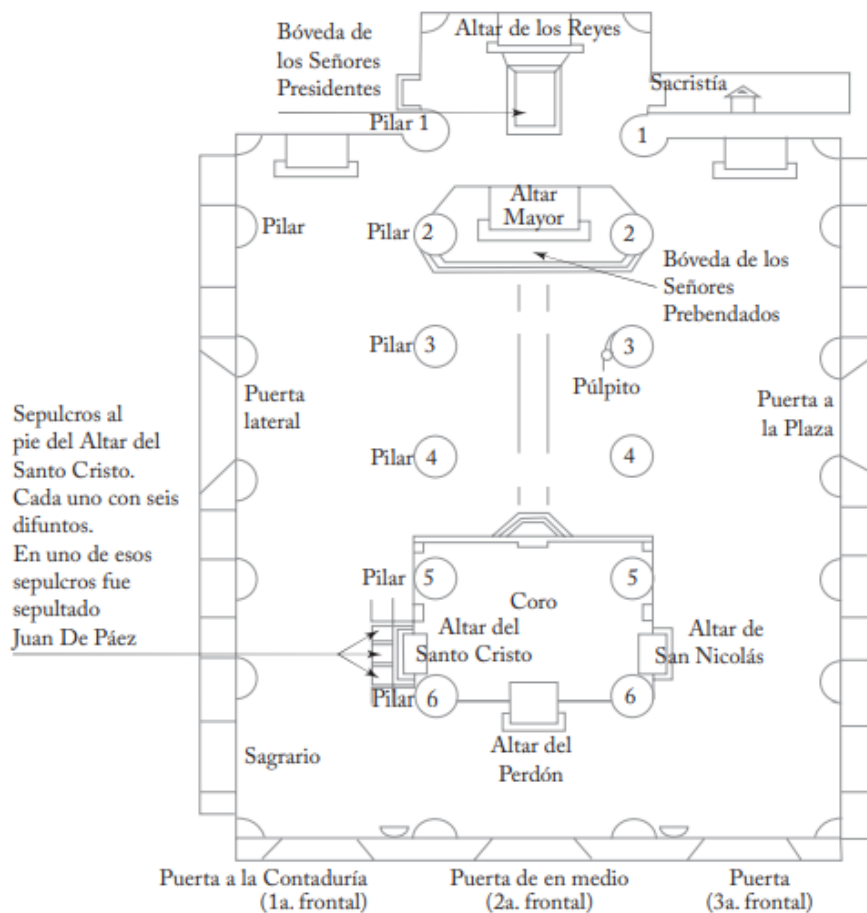 Altar de los Reyes
Bóveda de
los Señores
Presidentes
Sacristía
Pilar 1
1
Altar
Mayor
Pilar
Pilar
2
2
Bóveda de los
Señores
Prebendados
Pilar
3
3
Púlpito
Puerta
lateral
Puerta a
la Plaza
Sepulcros al
pie del Altar del
Santo Cristo.
Cada uno con seis
difuntos.
En uno de esos
sepulcros fue
sepultado
Juan De Páez
Pilar
4
4
Pilar
5
5
Coro
Altar del
Santo Cristo
Altar de
San Nicolás
Pilar
6
6
Altar del
Perdón
Sagrario
Puerta a la Contaduría
(1a. frontal)
Puerta de en medio
(2a. frontal)
Puerta
(3a. frontal)